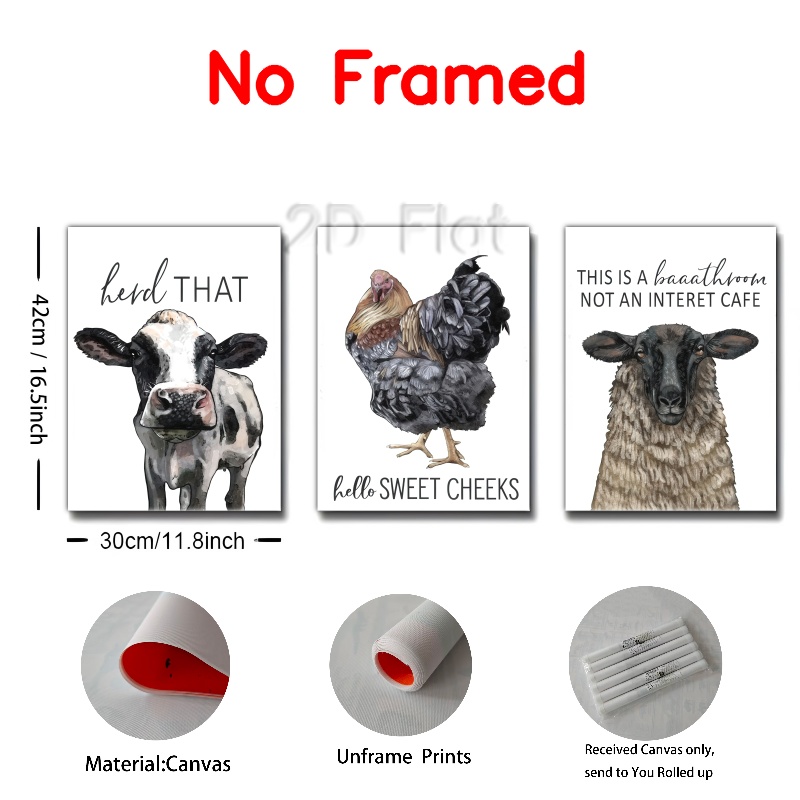 No Framed
2D Flat
42cm / 16.5inch
herd THAT
hello SWEET CHEEKS
THIS IS A baaathroom
NOT AN INTERET CAFE
30cm/11.8inch
Material:Canvas
Unframe Prints
Received Canvas only,
send to You Rolled up